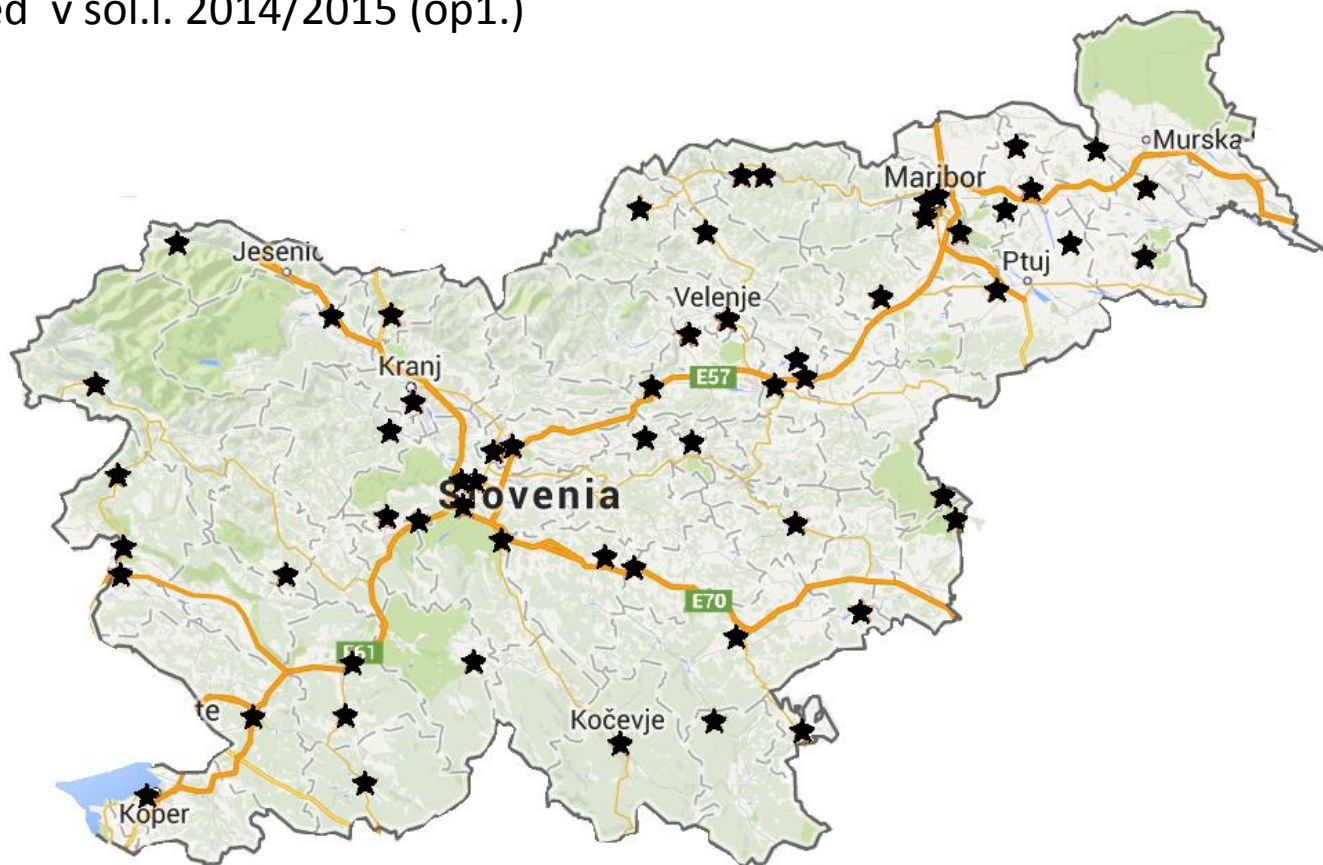 ed v šol.l. 2014/2015 (op1.)
Murska
Maribor
Jesenic
Ptuj
Velenje
Kranj
E57
Slovenia
E70
E61
te
Kočevje
Koper